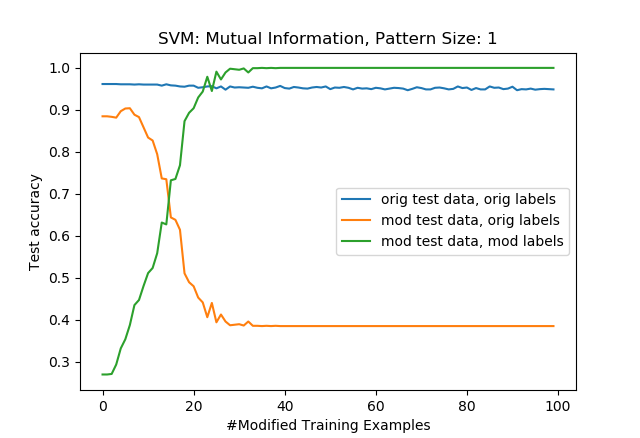 SVM: Mutual Information, Pattern Size: 1
1.0
0.9
0.8
0.7
0.6
0.5
0.4
0.3
Test accuracy
orig test data, orig labels
mod test data, orig labels
mod test data, mod labels
0 20 40 60 80 100
#Modified Training Examples